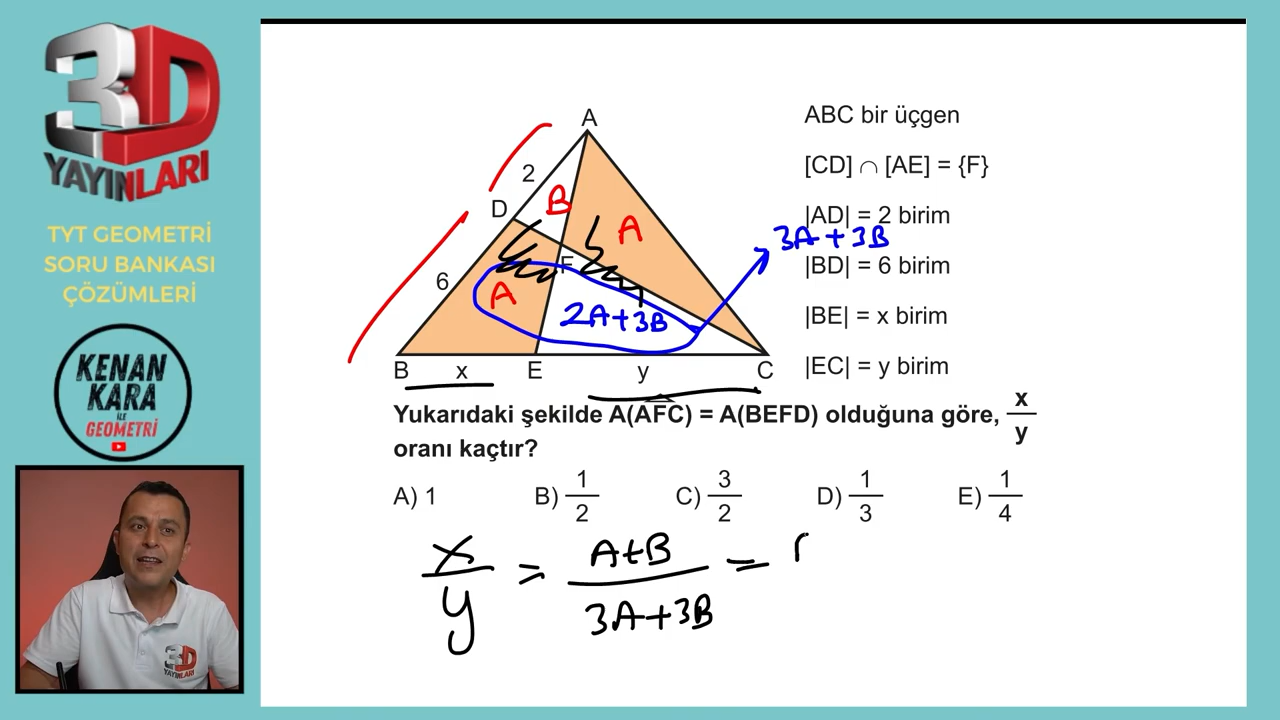 3D
YAYINLARI
TYT GEOMETRİ
SORU BANKASI
ÇÖZÜMLERİ
KENAN
KARA
İLE
GEOMETRİ
3D
YAYINLARI
A
2
D
B
A
F
6
A
2A+3B
3A+3B
B
x
E
y
C
ABC bir üçgen
[CD] ∩ [AE] = {F}
|AD| = 2 birim
|BD| = 6 birim
|BE| = x birim
|EC| = y birim
Yukarıdaki şekilde A(AFC) = A(BEFD) olduğuna göre, x/y
oranı kaçtır?
A) 1 B) 1/2 C) 3/2 D) 1/3 E) 1/4
x/y = A+B/3A+3B =